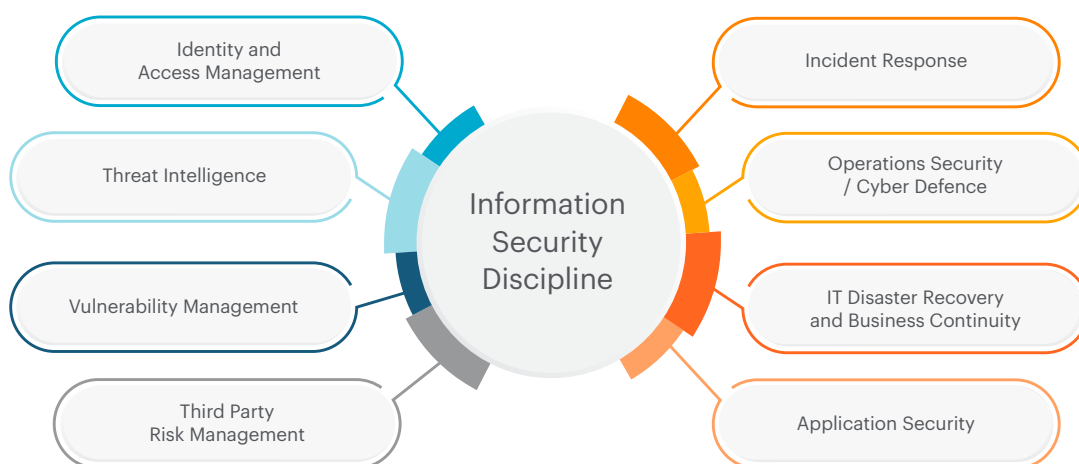 Identity and
Access Management
Threat Intelligence
Vulnerability Management
Third Party
Risk Management
Information
Security
Discipline
Incident Response
Operations Security
/ Cyber Defence
IT Disaster Recovery
and Business Continuity
Application Security